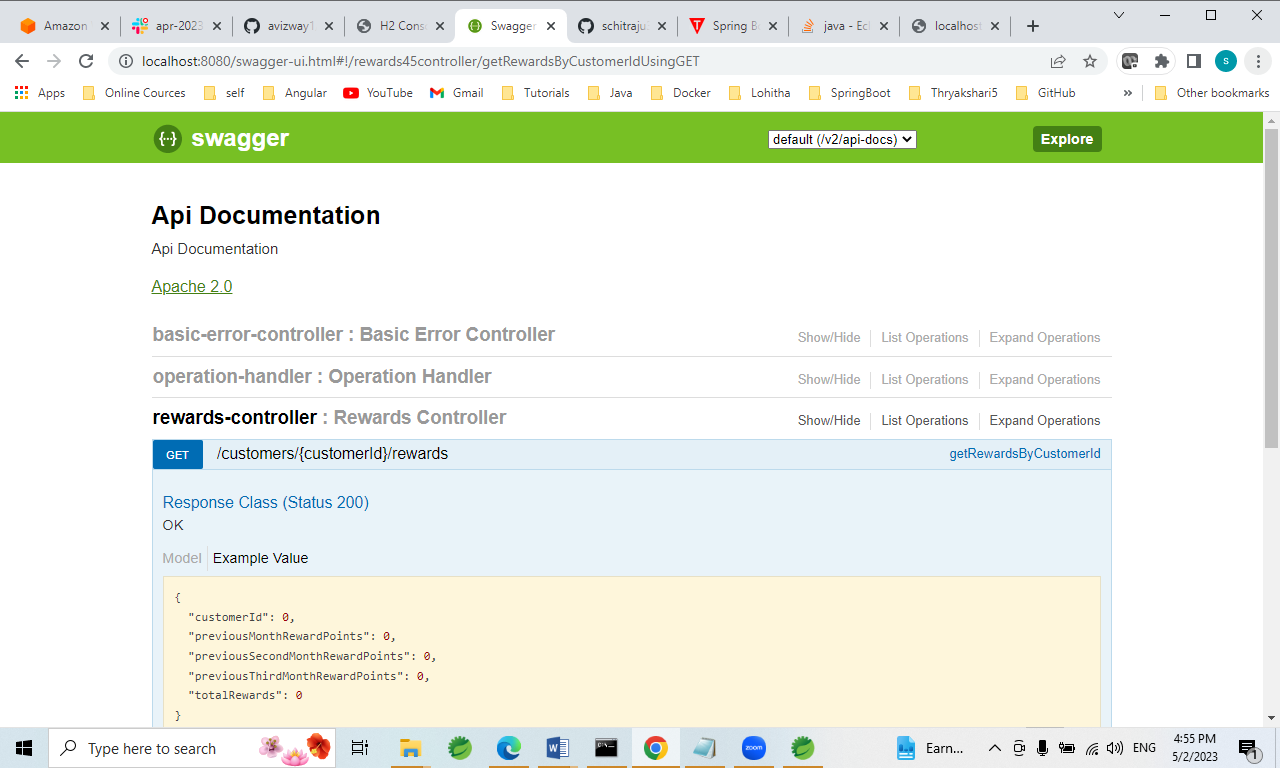 Amazon apr-2023 avizway1 H2 Cons Swagger schitraju: Spring B java - Ecl localhost
localhost:8080/swagger-ui.html#!/rewards45controller/getRewardsByCustomerIdUsingGET S
Apps Online Cources self Angular YouTube Gmail Tutorials Java Docker Lohitha SpringBoot Thryakshari5 GitHub » Other bookmarks
{···} swagger default (/v2/api-docs) Explore
Api Documentation
Api Documentation
Apache 2.0
basic-error-controller : Basic Error Controller Show/Hide List Operations Expand Operations
operation-handler : Operation Handler Show/Hide List Operations Expand Operations
rewards-controller : Rewards Controller Show/Hide List Operations Expand Operations
GET /customers/{customerId}/rewards getRewardsByCustomerId
Response Class (Status 200)
OK
Model Example Value
{
"customerId": 0,
"previousMonthRewardPoints": 0,
"previousSecondMonthRewardPoints": 0,
"previousThirdMonthRewardPoints": 0,
"totalRewards": 0
}
Type here to search zoom Earn... ENG 4:55 PM
5/2/2023 1